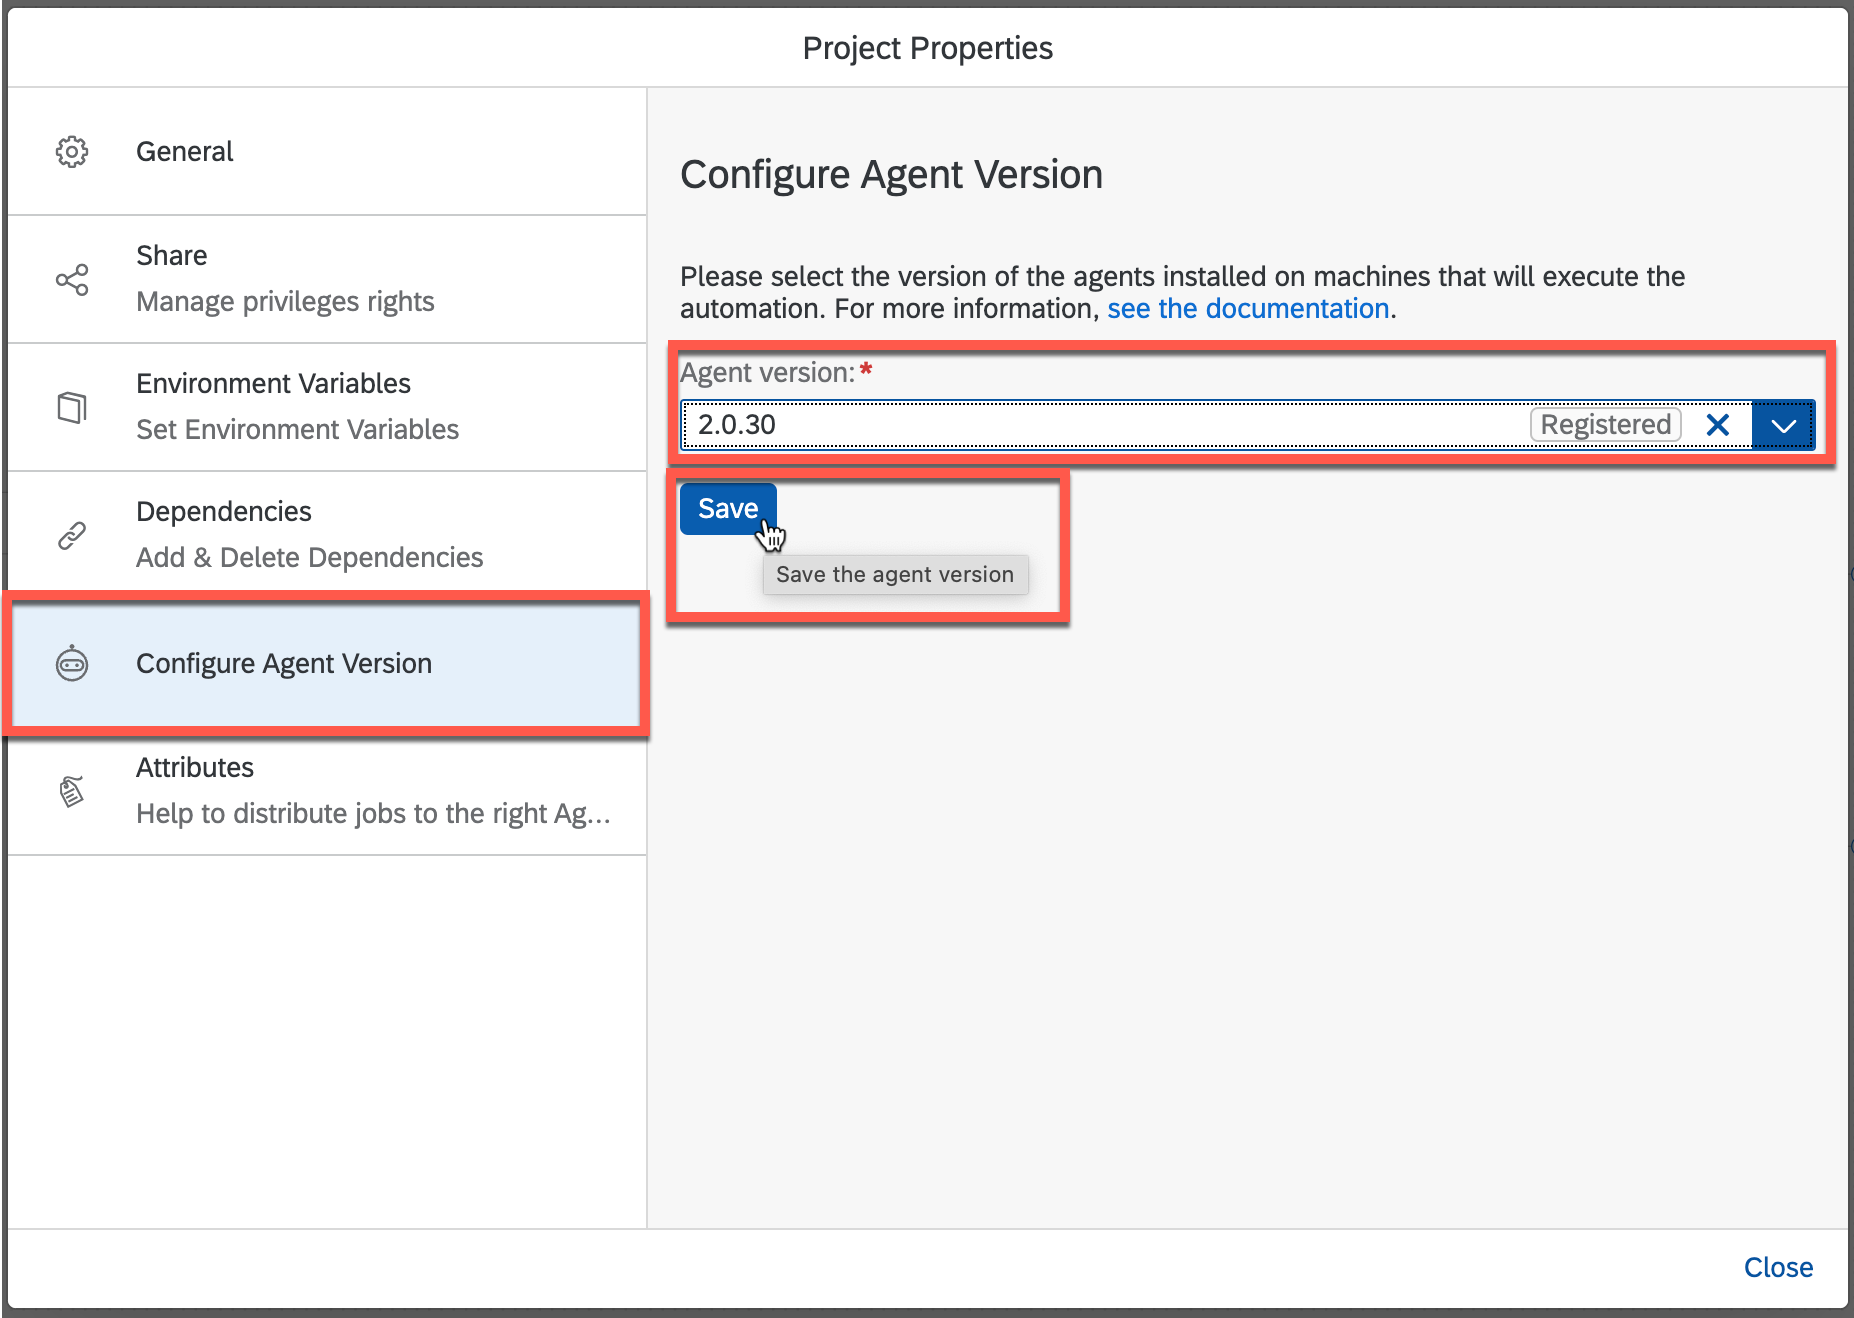 Project Properties
General
Share
Manage privileges rights
Environment Variables
Set Environment Variables
Dependencies
Add & Delete Dependencies
Configure Agent Version
Attributes
Help to distribute jobs to the right Ag...
Configure Agent Version
Please select the version of the agents installed on machines that will execute the
automation. For more information, see the documentation.
Agent version:*
2.0.30 Registered
Save
Save the agent version
Close